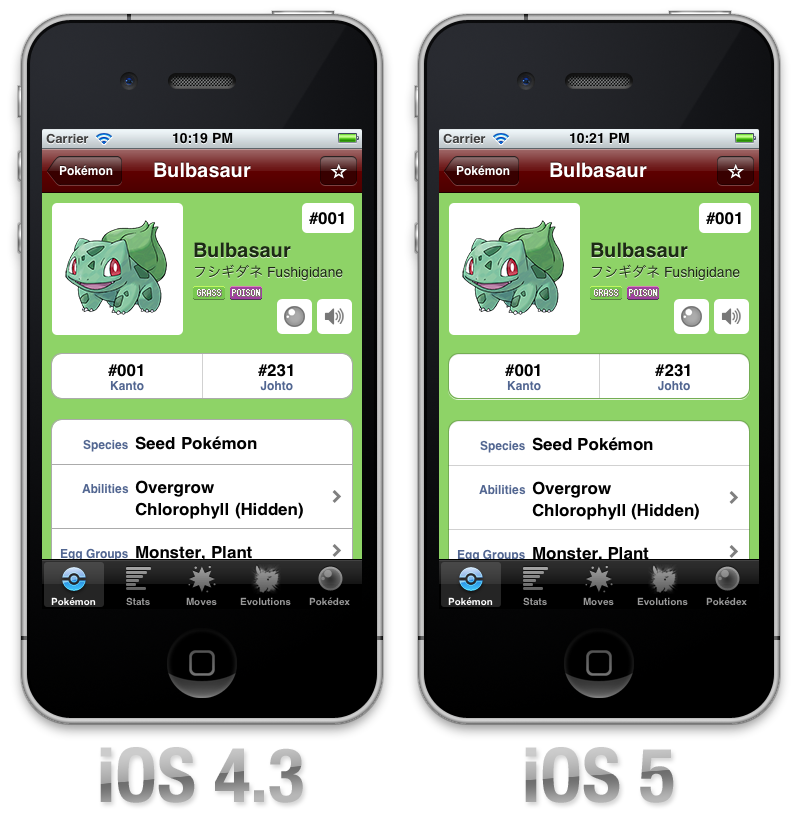 Carrier 10:19 PM
Pokémon Bulbasaur
#001
Bulbasaur
フシギダネ Fushigidane
GRASS POISON
#001 #231
Kanto Johto
Species Seed Pokémon
Abilities Overgrow
Chlorophyll (Hidden)
Egg Groups Monster, Plant
Pokémon Stats Moves Evolutions Pokédex
iOS 4.3
Carrier 10:21 PM
Pokémon Bulbasaur
#001
Bulbasaur
フシギダネ Fushigidane
GRASS POISON
#001 #231
Kanto Johto
Species Seed Pokémon
Abilities Overgrow
Chlorophyll (Hidden)
Egg Groups Monster, Plant
Pokémon Stats Moves Evolutions Pokédex
iOS 5